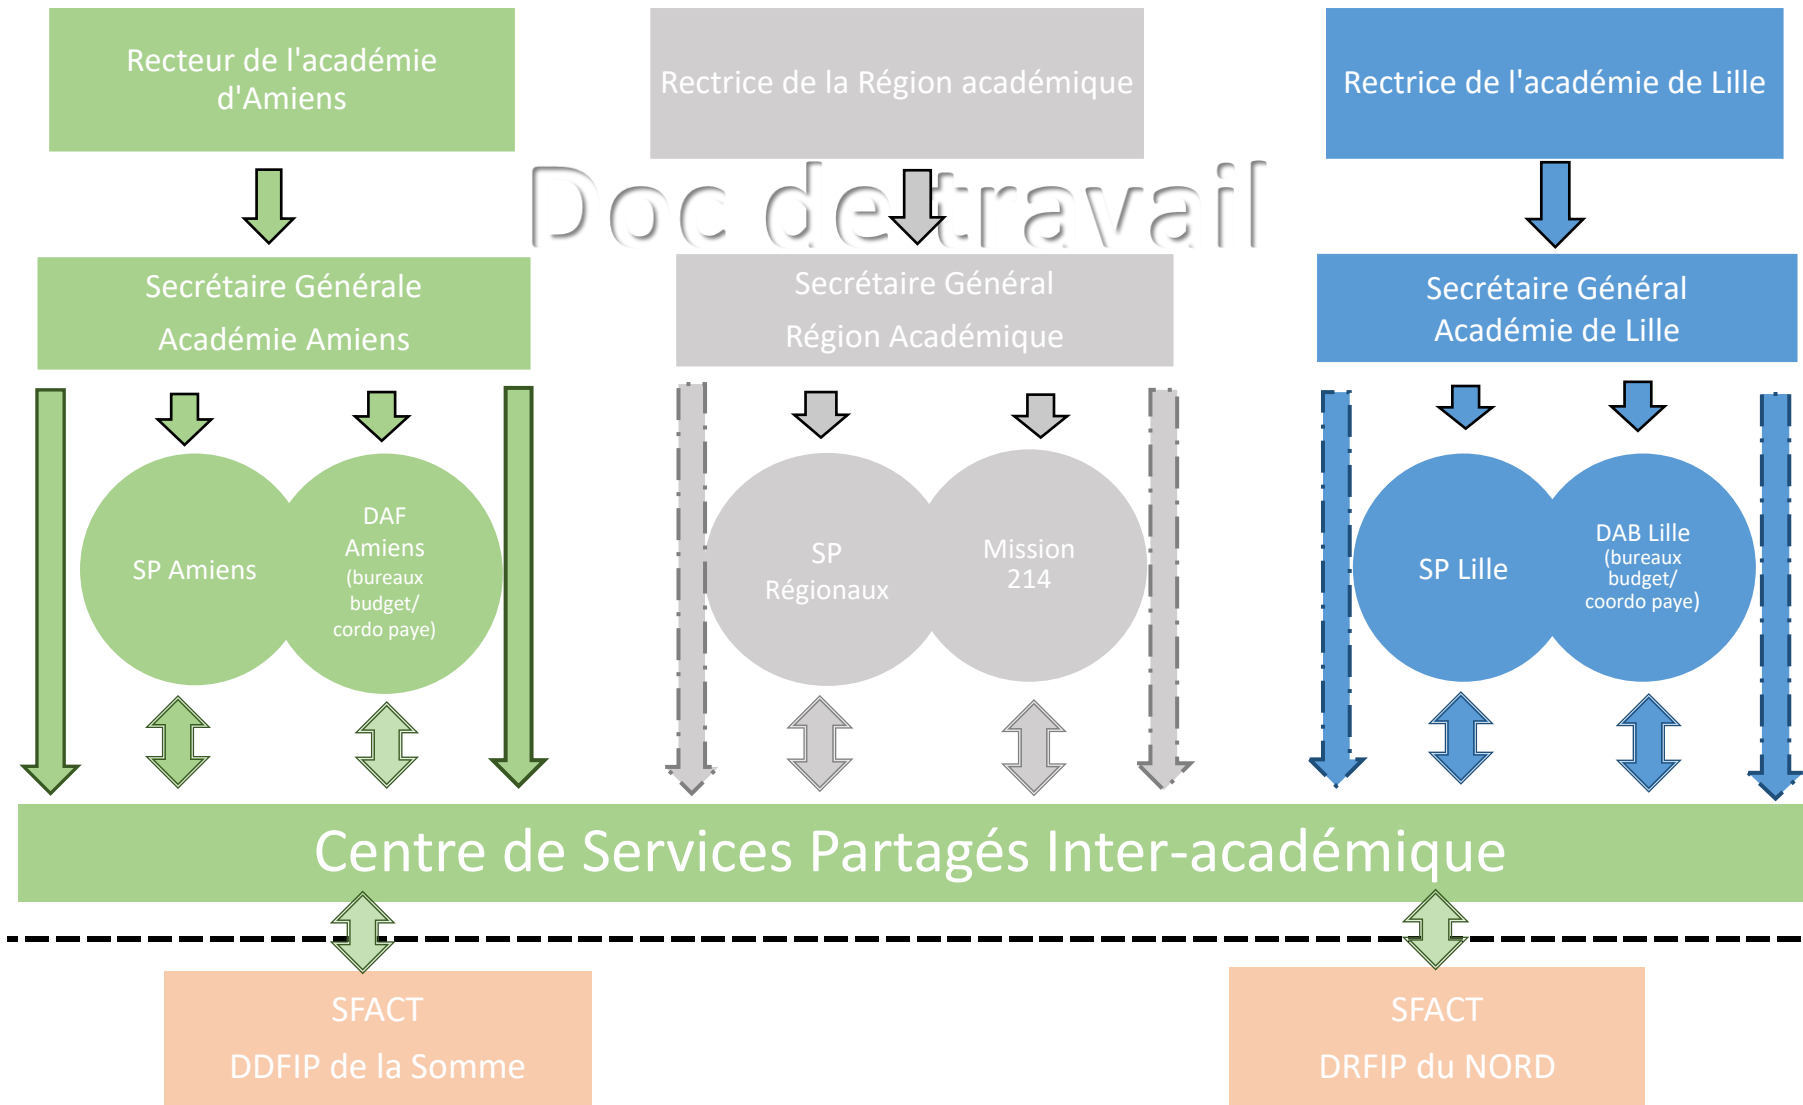 Recteur de l'académie
d'Amiens
Rectrice de la Région académique
Rectrice de l'académie de Lille
Doc de travail
Secrétaire Générale
Académie Amiens
Secrétaire Général
Région Académique
Secrétaire Général
Académie de Lille
SP Amiens
DAF
Amiens
(bureaux
budget/
cordo paye)
SP
Régionaux
Mission
214
SP Lille
DAB Lille
(bureaux
budget/
coordo paye)
Centre de Services Partagés Inter-académique
SFACT
DDFIP de la Somme
SFACT
DRFIP du NORD